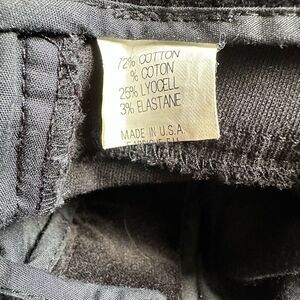 72% COTTON
% COTON
25% LYOCELL
3% ELASTANE
MADE IN U.S.A.